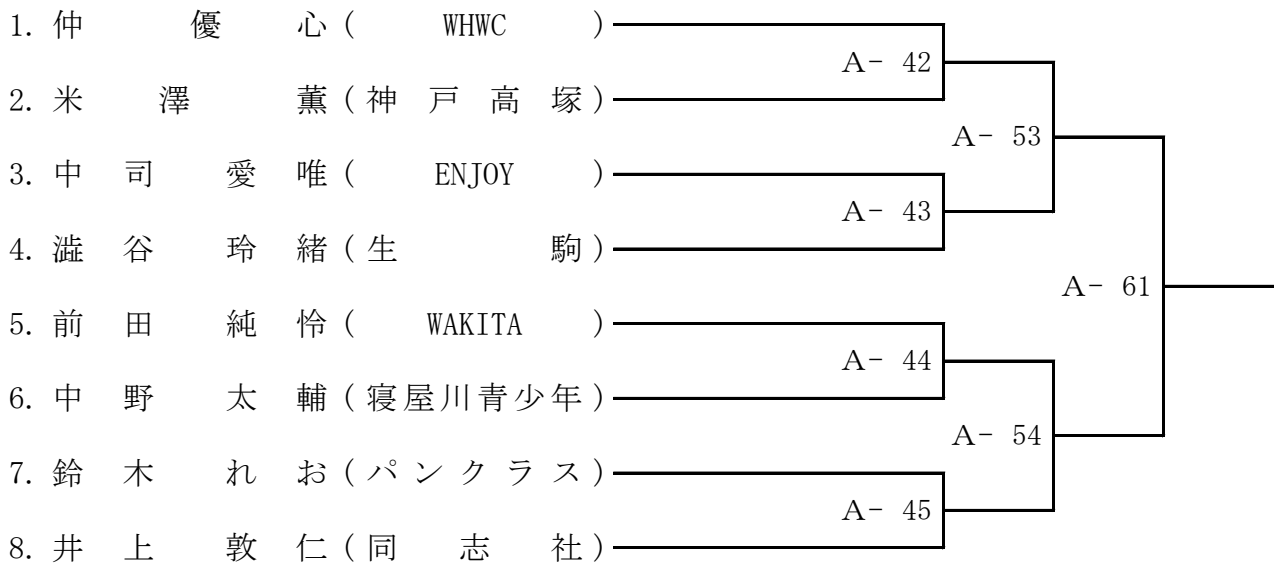 1. 仲 優 心 ( WHWC )
A- 42
2. 米 澤 薫 ( 神 戸 高 塚 )
A- 53
3. 中 司 愛 唯 ( ENJOY )
A- 43
4. 澁 谷 玲 緒 ( 生 駒 )
A- 61
5. 前 田 純 怜 ( WAKITA )
A- 44
6. 中 野 太 輔 ( 寝屋川青少年 )
A- 54
7. 鈴 木 れ お ( パ ン ク ラ ス )
A- 45
8. 井 上 敦 仁 ( 同 志 社 )